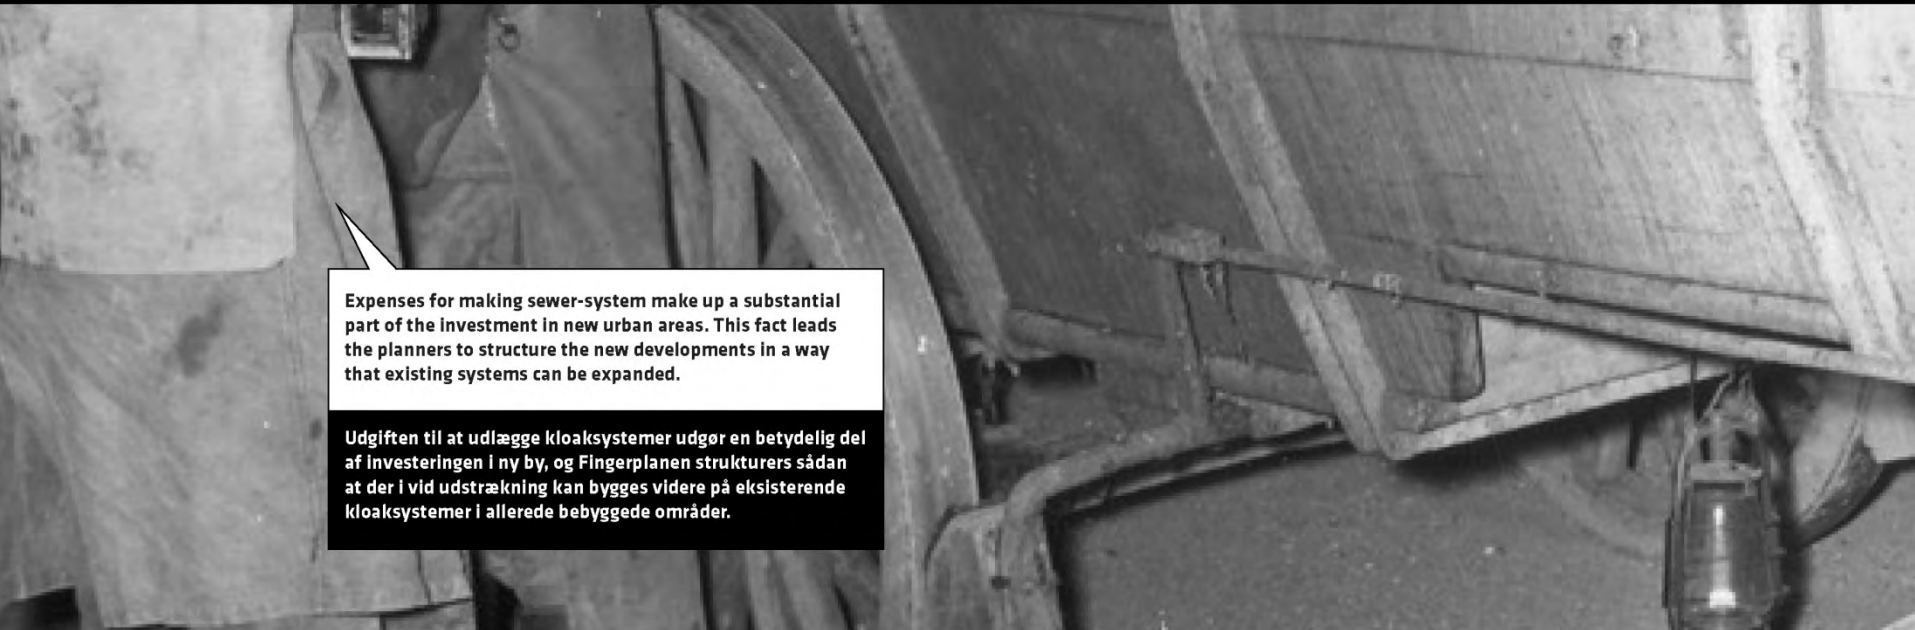 Expenses for making sewer-system make up a substantial
part of the investment in new urban areas. This fact leads
the planners to structure the new developments in a way
that existing systems can be expanded.
Udgiften til at udlægge kloaksystemer udgør en betydelig del
af investeringen i ny by, og Fingerplanen strukturers sådan
at der i vid udstrækning kan bygges videre på eksisterende
kloaksystemer i allerede bebyggede områder.